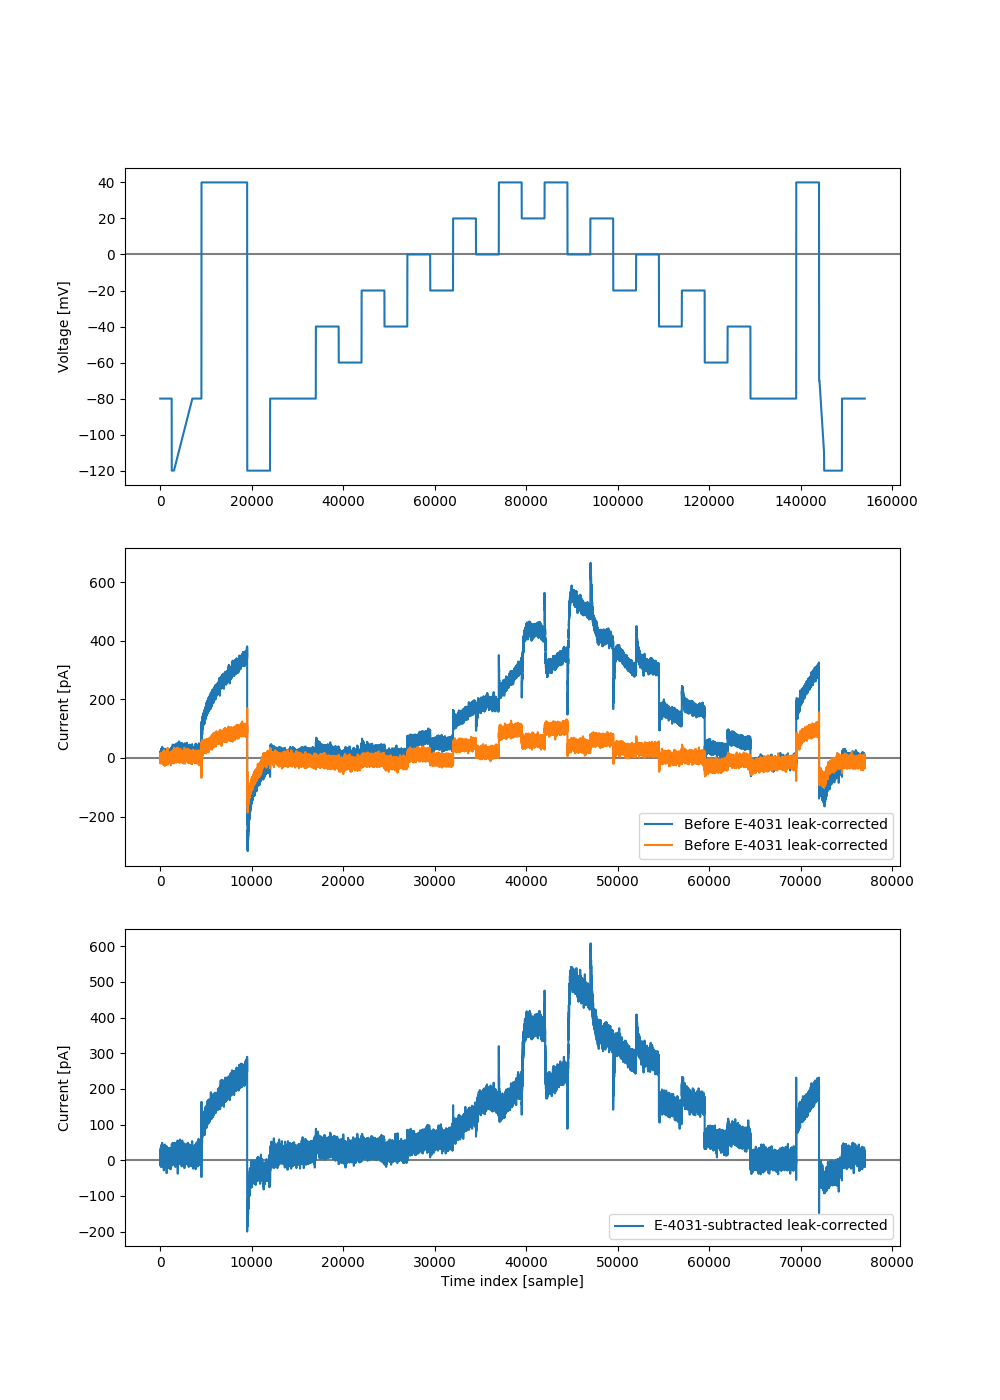 40
20
0
−20
−40
−60
−80
−100
−120
Voltage [mV]
0 20000 40000 60000 80000 100000 120000 140000 160000
600
400
200
0
−200
Current [pA]
Before E-4031 leak-corrected
Before E-4031 leak-corrected
0 10000 20000 30000 40000 50000 60000 70000 80000
600
500
400
300
200
100
0
−100
−200
Current [pA]
E-4031-subtracted leak-corrected
0 10000 20000 30000 40000 50000 60000 70000 80000
Time index [sample]